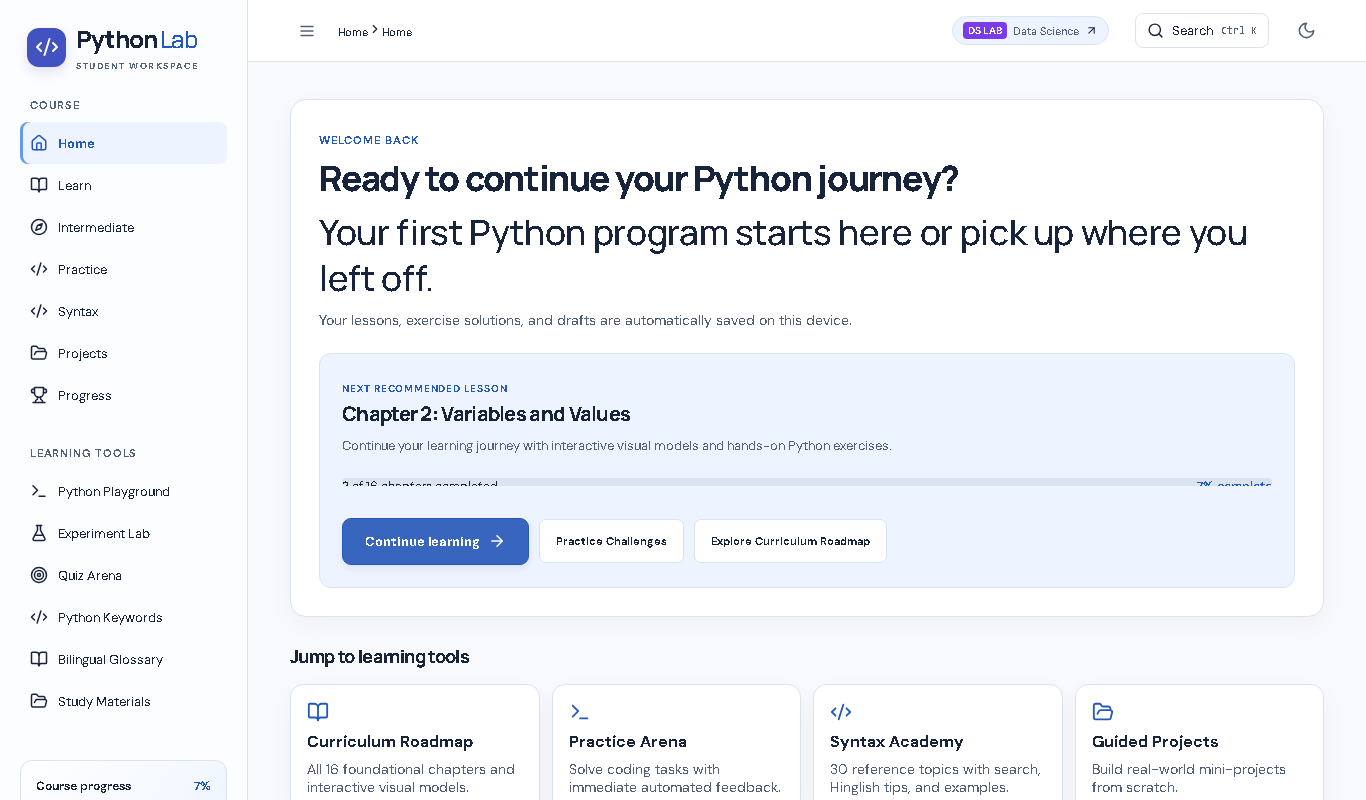 PythonLab
STUDENT WORKSPACE
COURSE
Home
Learn
Intermediate
Practice
Syntax
Projects
Progress
LEARNING TOOLS
Python Playground
Experiment Lab
Quiz Arena
Python Keywords
Bilingual Glossary
Study Materials
Course progress 7%
Home > Home
DS LAB Data Science
Search Ctrl K
WELCOME BACK
Ready to continue your Python journey?
Your first Python program starts here or pick up where you
left off.
Your lessons, exercise solutions, and drafts are automatically saved on this device.
NEXT RECOMMENDED LESSON
Chapter 2: Variables and Values
Continue your learning journey with interactive visual models and hands-on Python exercises.
of 16 chapters completed 7% complete
Continue learning
Practice Challenges
Explore Curriculum Roadmap
Jump to learning tools
Curriculum Roadmap
All 16 foundational chapters and
interactive visual models.
Practice Arena
Solve coding tasks with
immediate automated feedback.
Syntax Academy
30 reference topics with search,
Hinglish tips, and examples.
Guided Projects
Build real-world mini-projects
from scratch.